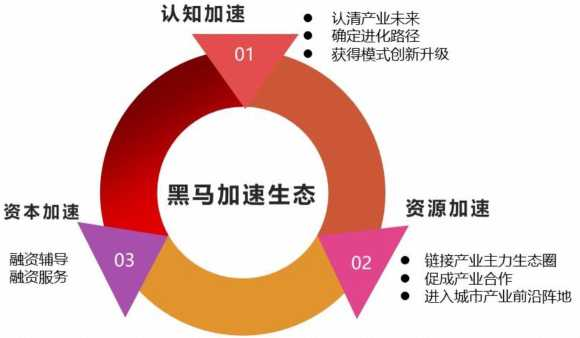 认知加速
01
● 认清产业未来
● 确定进化路径
● 获得模式创新升级
黑马加速生态
资源加速
02
● 链接产业主力生态圈
● 促成产业合作
● 进入城市产业前沿阵地
资本加速
03
融资辅导
融资服务